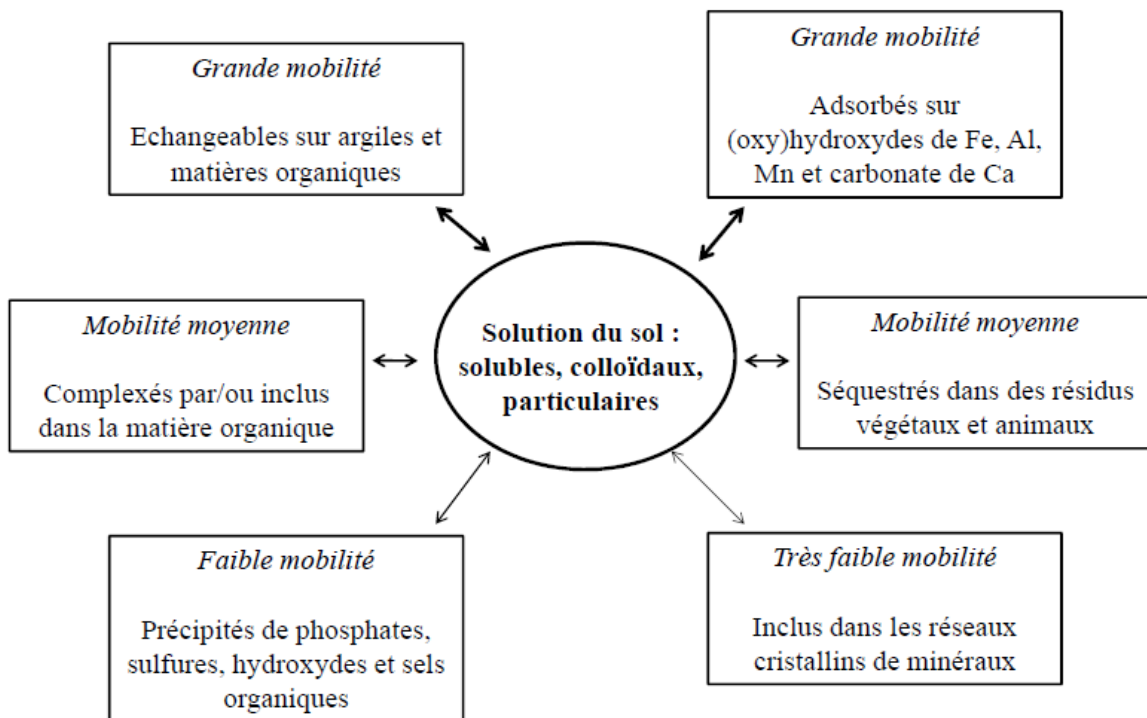 Grande mobilité
Echangeables sur argiles et
matières organiques
Grande mobilité
Adsorbés sur
(oxy)hydroxydes de Fe, Al,
Mn et carbonate de Ca
Mobilité moyenne
Complexés par/ou inclus
dans la matière organique
Solution du sol :
solubles, colloïdaux,
particulaires
Mobilité moyenne
Séquestrés dans des résidus
végétaux et animaux
Faible mobilité
Précipités de phosphates,
sulfures, hydroxydes et sels
organiques
Très faible mobilité
Inclus dans les réseaux
cristallins de minéraux